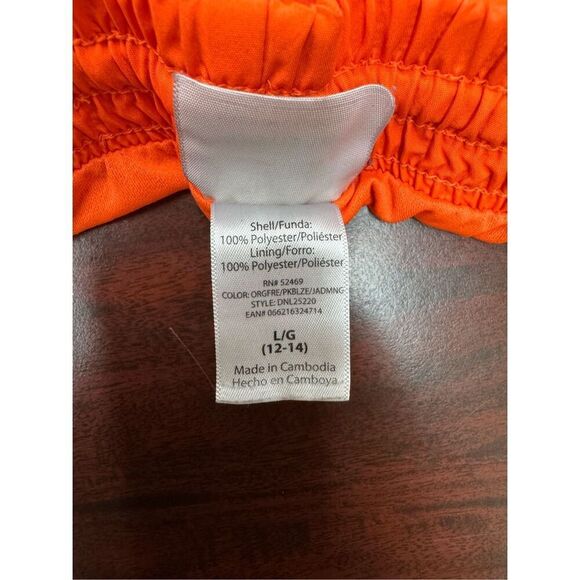 Shell/Funda:
100% Polyester/Poliéster
Lining/Forro:
100% Polyester/Poliéster
RN# 52469
COLOR: ORGFRE/PKBLZE/JADMNG
STYLE: DNL25220
EAN# 066216324714
L/G
(12-14)
Made in Cambodia
Hecho en Camboya